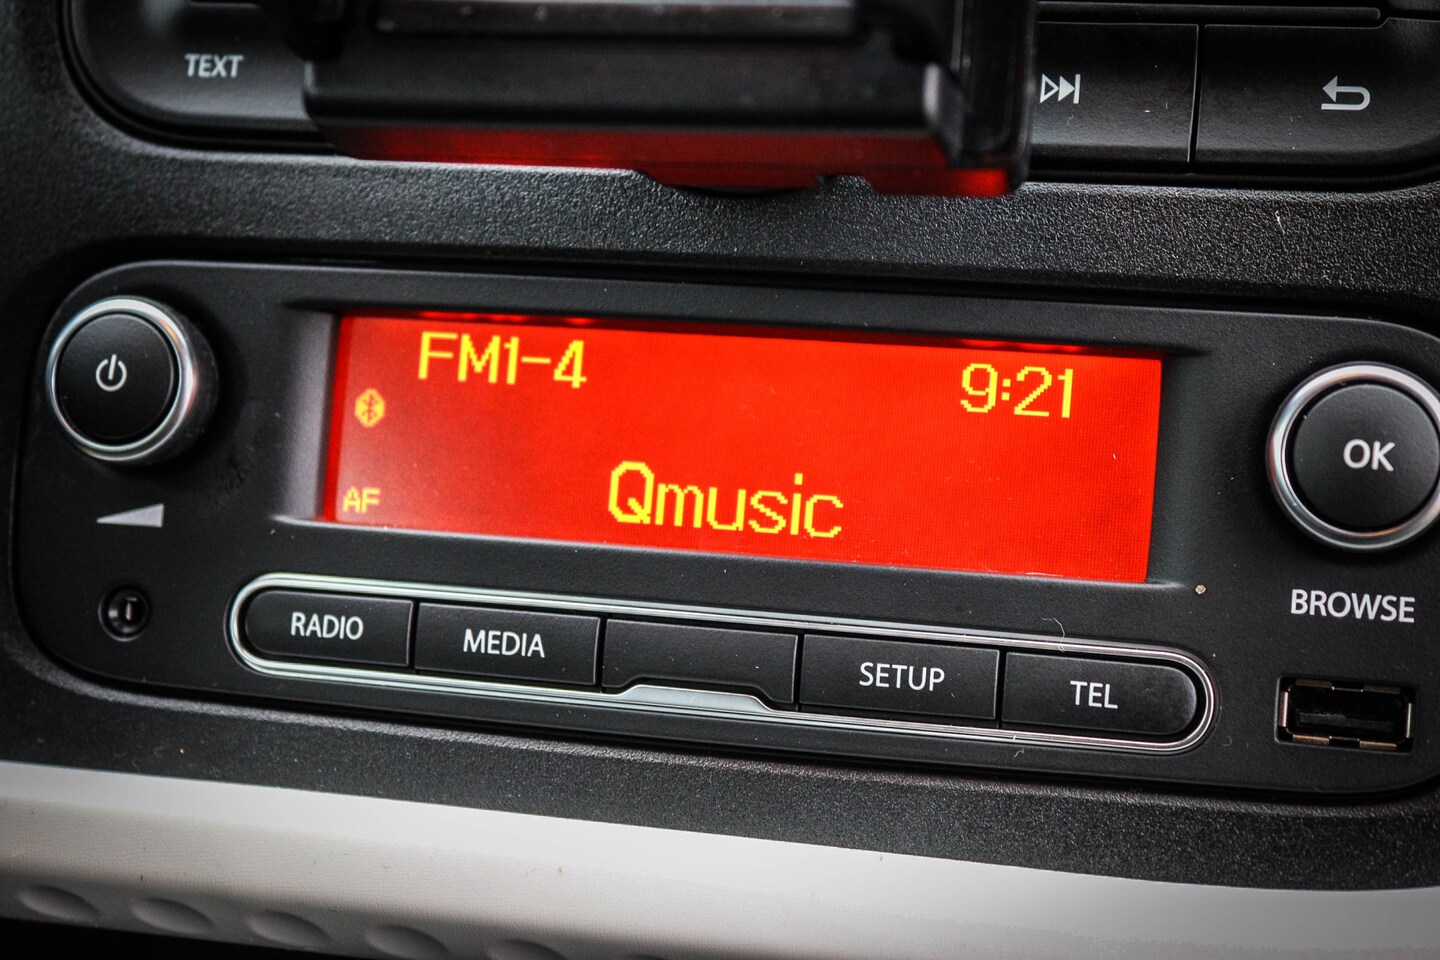 TEXT
FM1-4
9:21
AF
Qmusic
OK
BROWSE
RADIO
MEDIA
SETUP
TEL